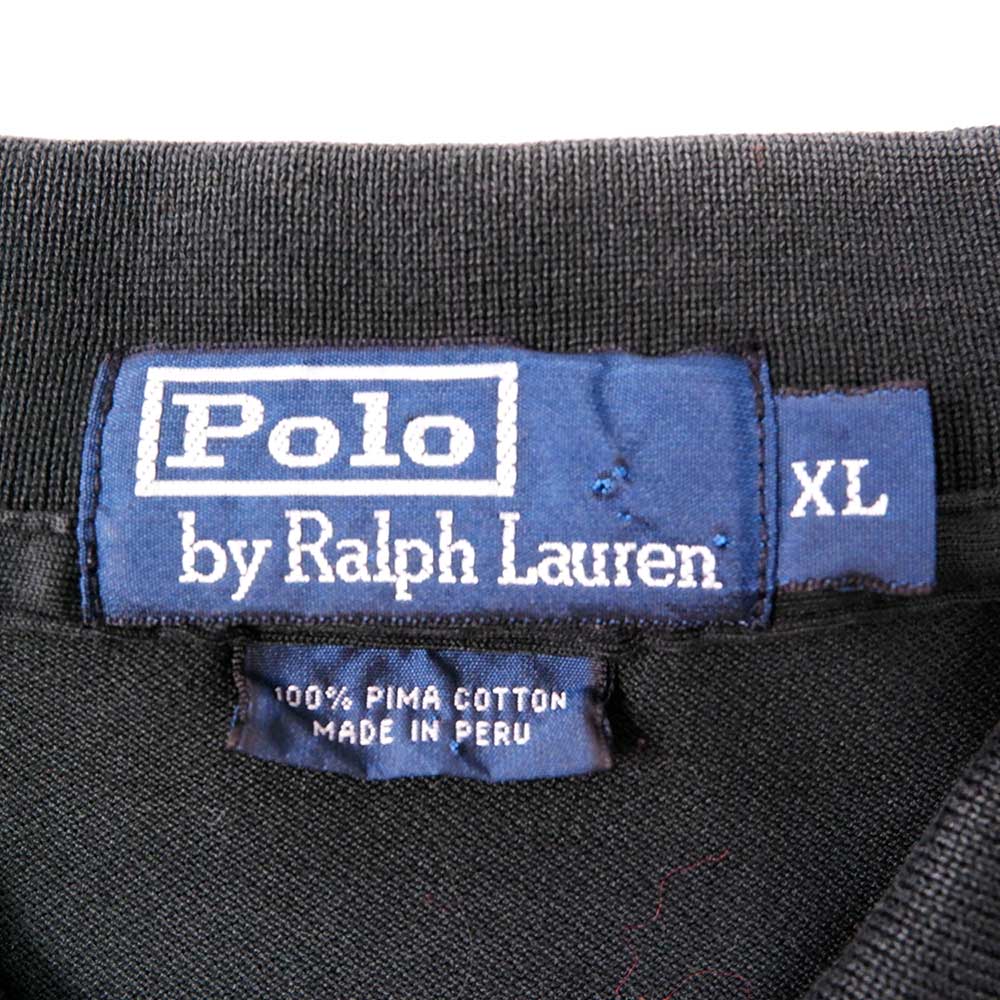 Polo
by Ralph Lauren
XL
100% PIMA COTTON
MADE IN PERU